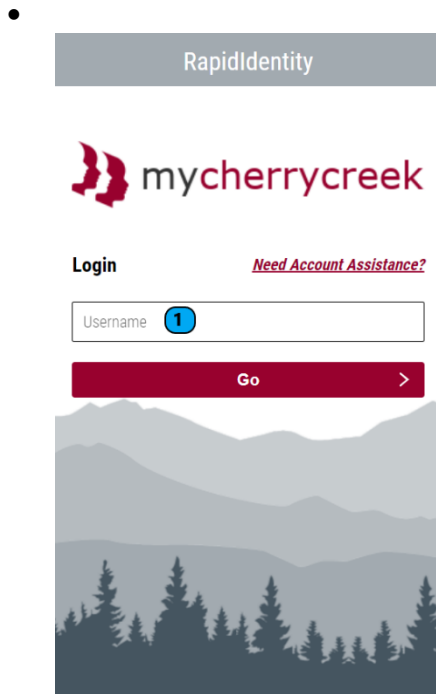 RapidIdentity
mycherrycreek
Login Need Account Assistance?
Username 1
Go